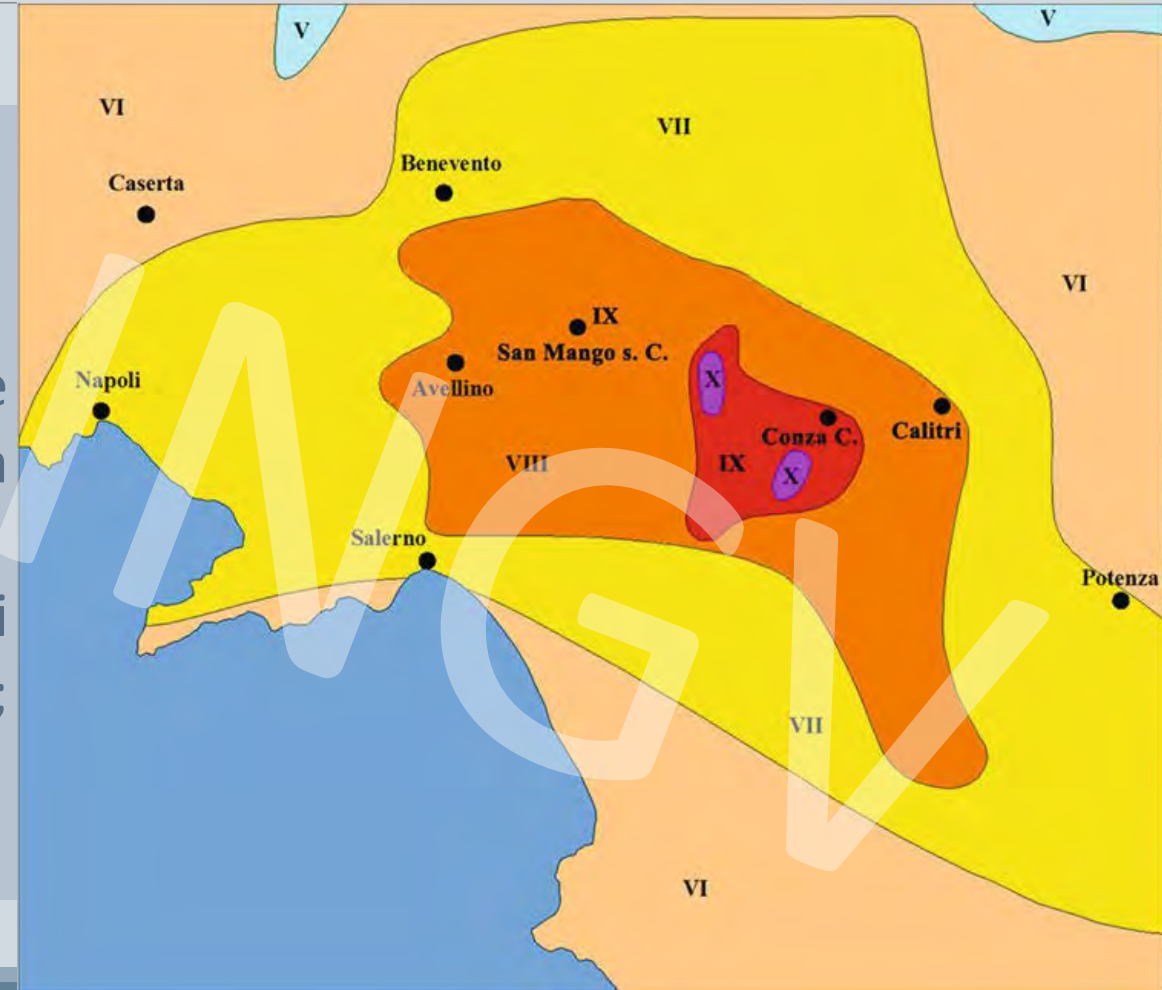 V
V
VI
VII
Benevento
Caserta
VI
IX
San Mango s. C.
Napoli
Avellino
X
Calitri
Conza C.
VIII
IX
X
Salerno
Potenza
VII
VI
INGV
e
i